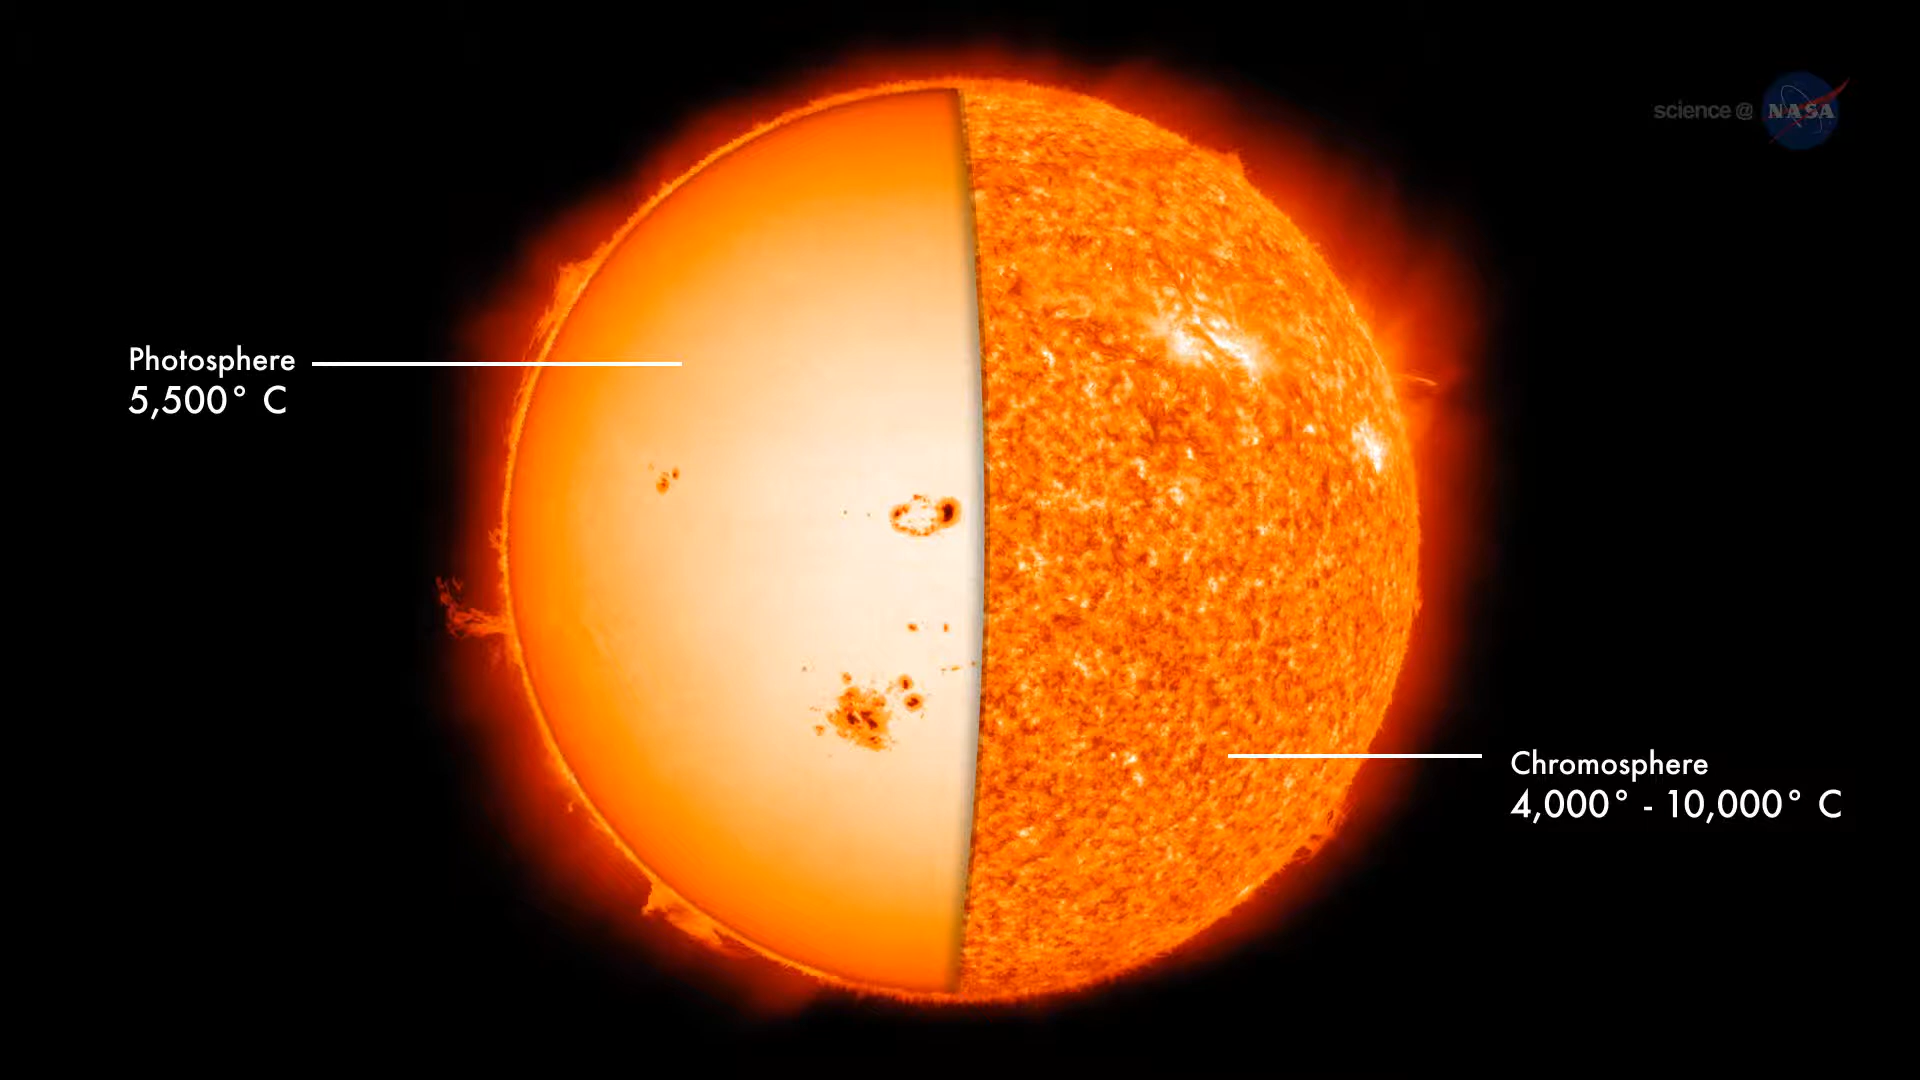 science @ NASA
Photosphere
5,500° C
Chromosphere
4,000° - 10,000° C